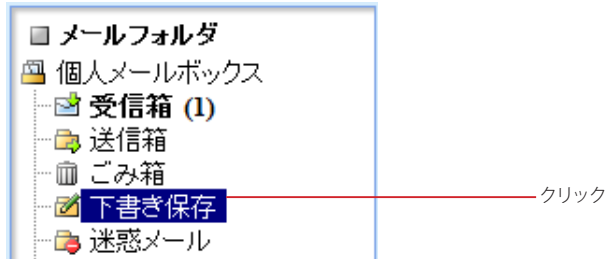 メールフォルダ
個人メールボックス
受信箱 (1)
送信箱
ごみ箱
下書き保存
クリック
迷惑メール